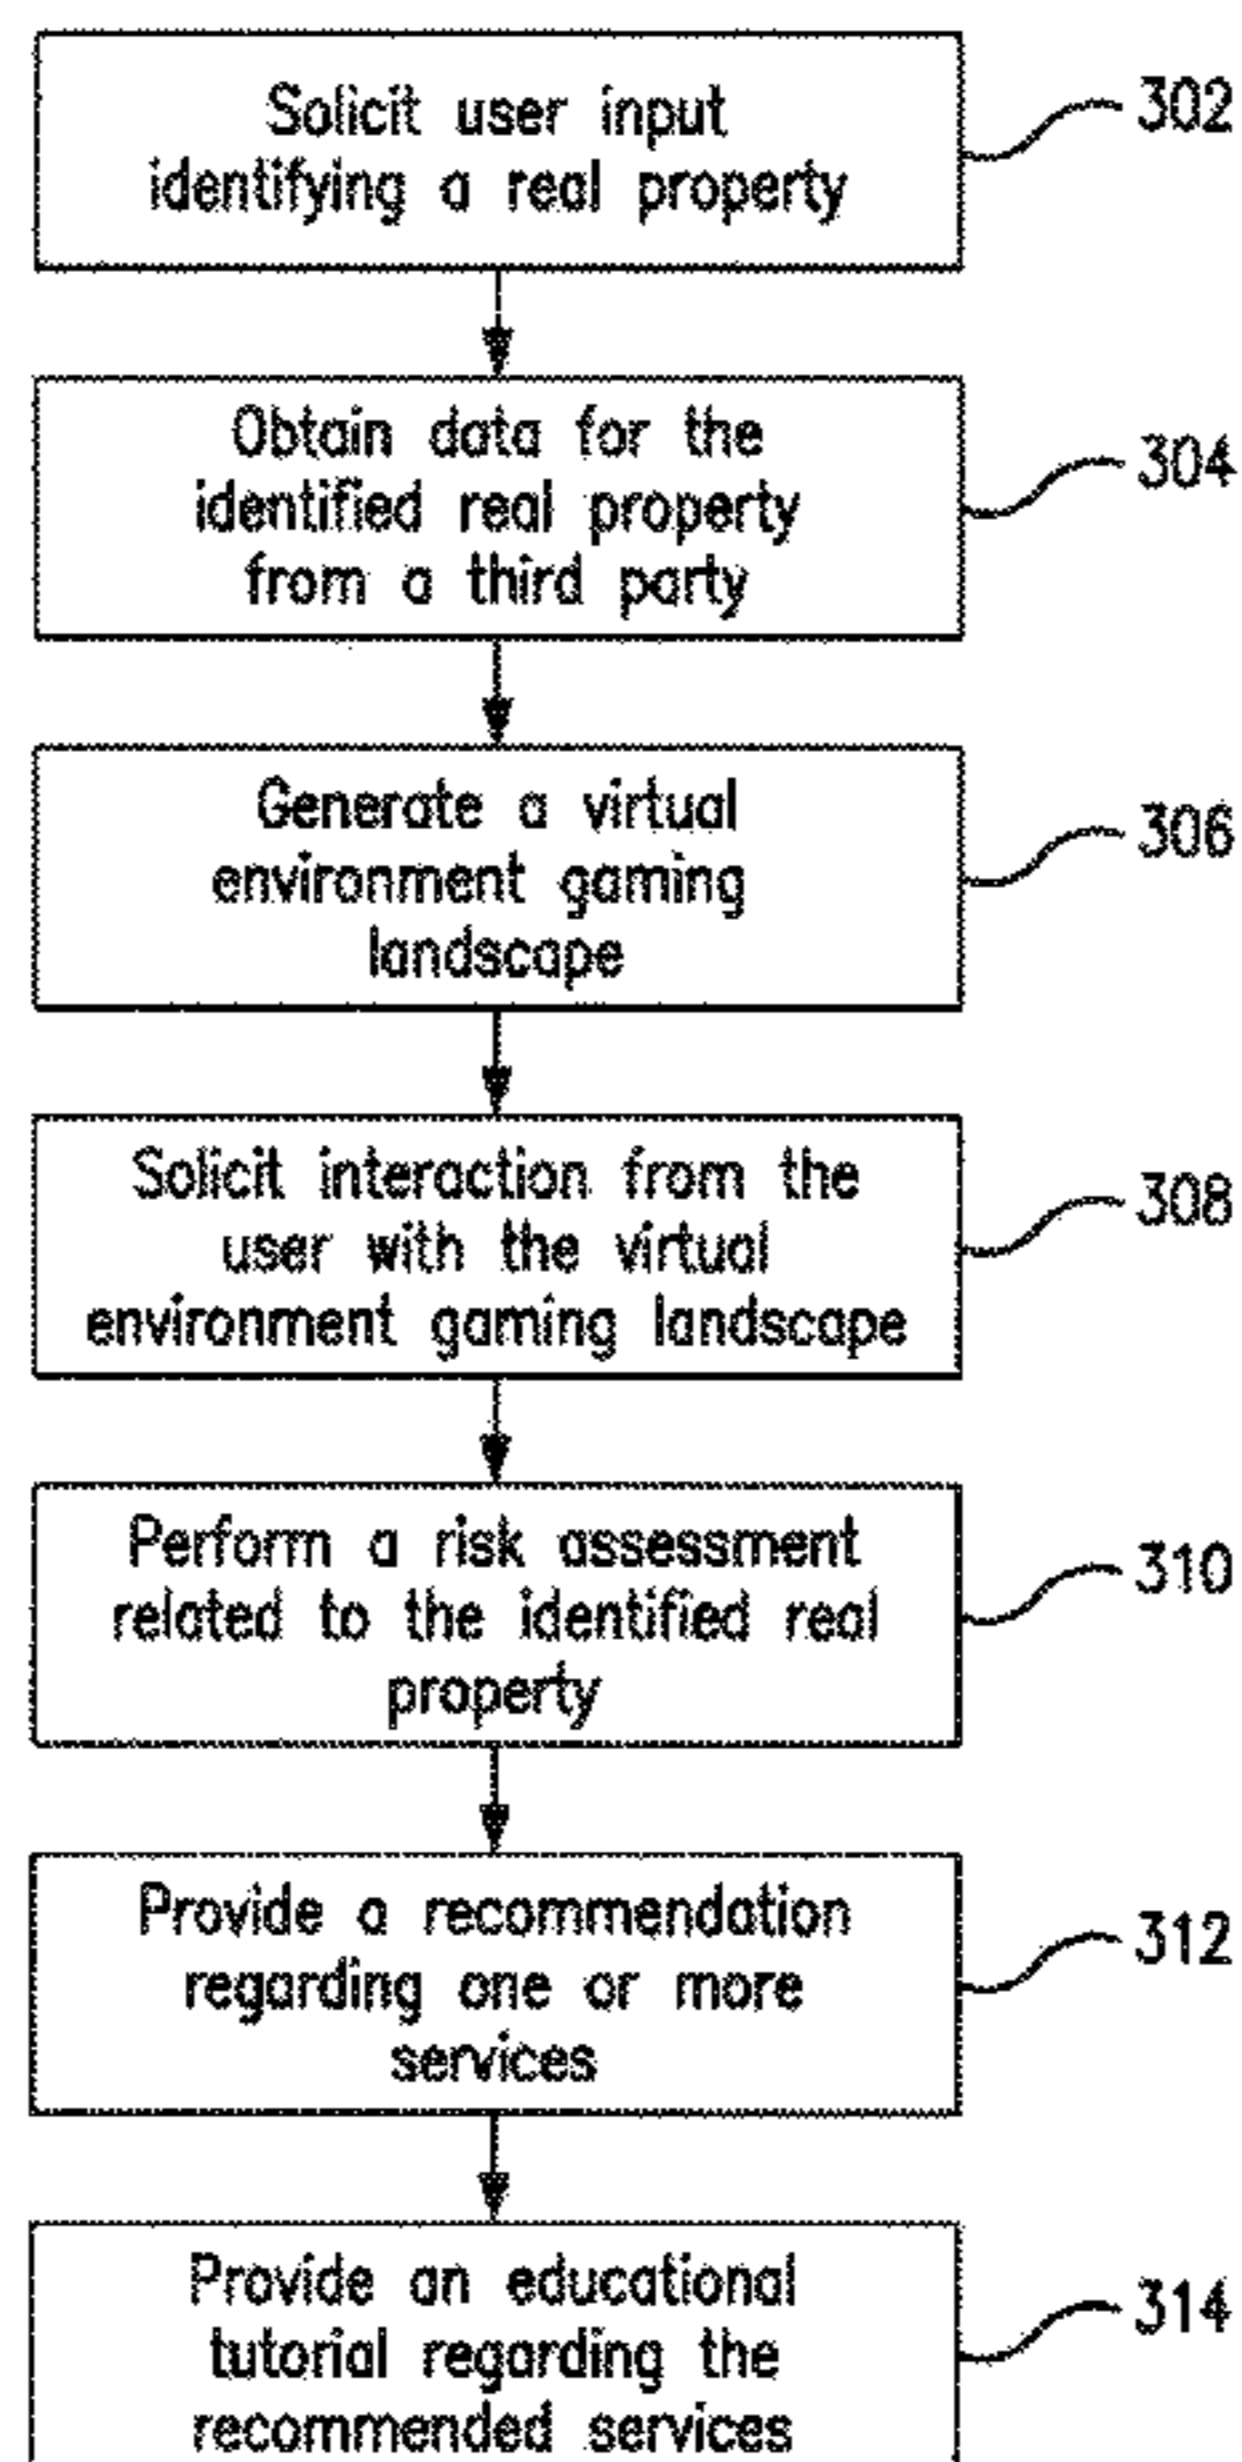 Solicit user input
identifying a real property
302
Obtain data for the
identified real property
from a third party
304
Generate a virtual
environment gaming
landscape
306
Solicit interaction from the
user with the virtual
environment gaming landscape
308
Perform a risk assessment
related to the identified real
property
310
Provide a recommendation
regarding one or more
services
312
Provide an educational
tutorial regarding the
recommended services
314